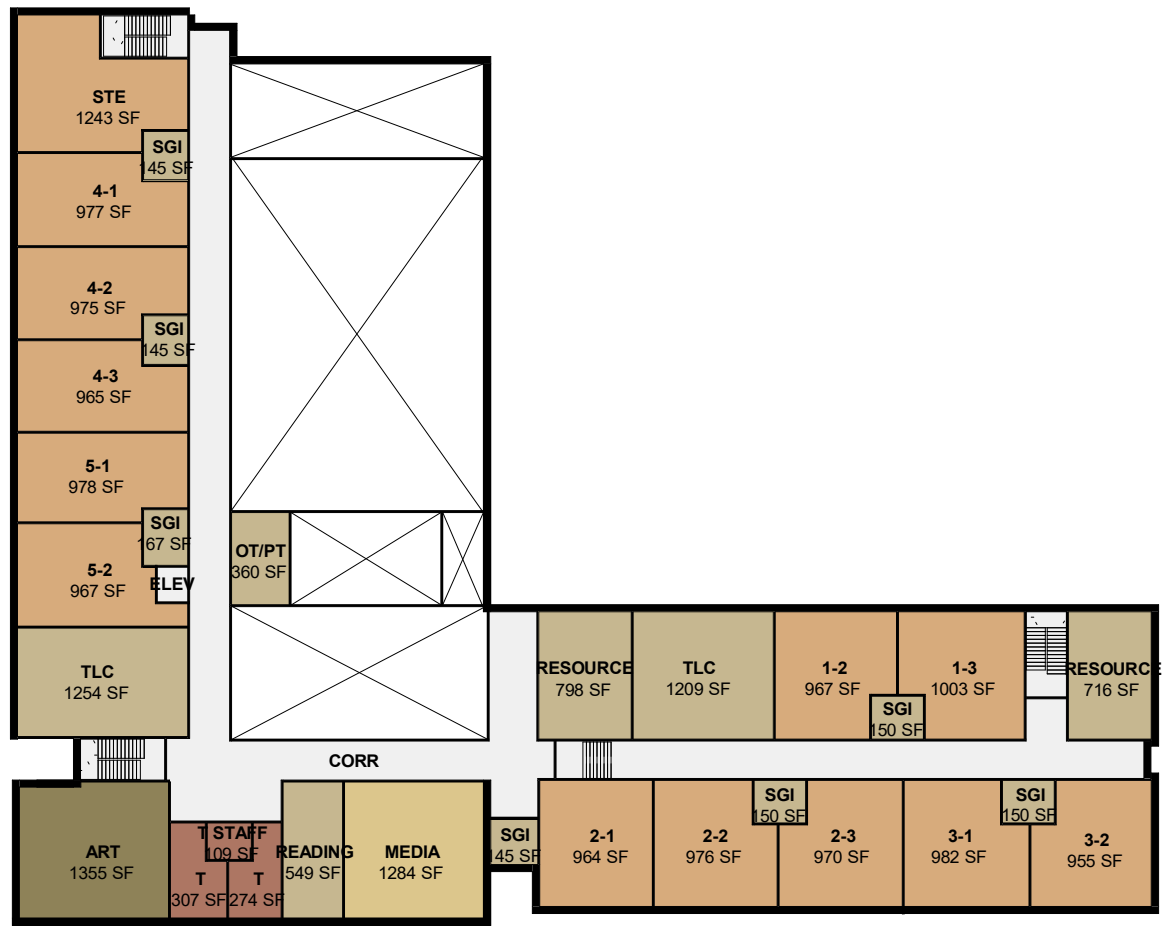 STE
1243 SF
SGI
145 SF
4-1
977 SF
4-2
975 SF
SGI
145 SF
4-3
965 SF
5-1
978 SF
SGI
167 SF
5-2
967 SF
ELEV
OT/PT
360 SF
TLC
1254 SF
RESOURCE
798 SF
TLC
1209 SF
1-2
967 SF
1-3
1003 SF
SGI
150 SF
RESOURCE
716 SF
CORR
ART
1355 SF
T STAFF
109 SF
T
307 SF
T
274 SF
READING
549 SF
MEDIA
1284 SF
SGI
145 SF
2-1
964 SF
2-2
976 SF
SGI
150 SF
2-3
970 SF
3-1
982 SF
SGI
150 SF
3-2
955 SF